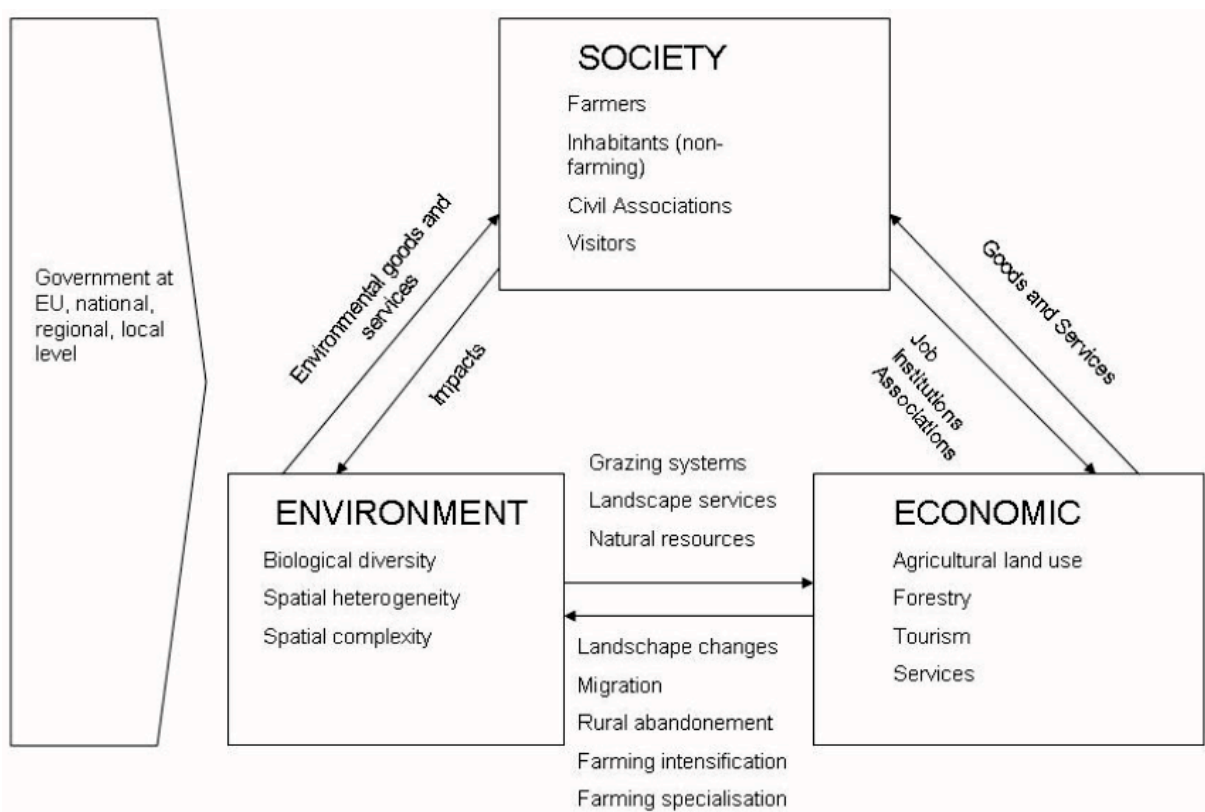 Government at
EU, national,
regional, local
level
SOCIETY
Farmers
Inhabitants (non-
farming)
Civil Associations
Visitors
Environmental goods and
services
Impacts
Goods and Services
Job
Institutions
Associations
ENVIRONMENT
Biological diversity
Spatial heterogeneity
Spatial complexity
Grazing systems
Landscape services
Natural resources
Landschape changes
Migration
Rural abandonement
Farming intensification
Farming specialisation
ECONOMIC
Agricultural land use
Forestry
Tourism
Services